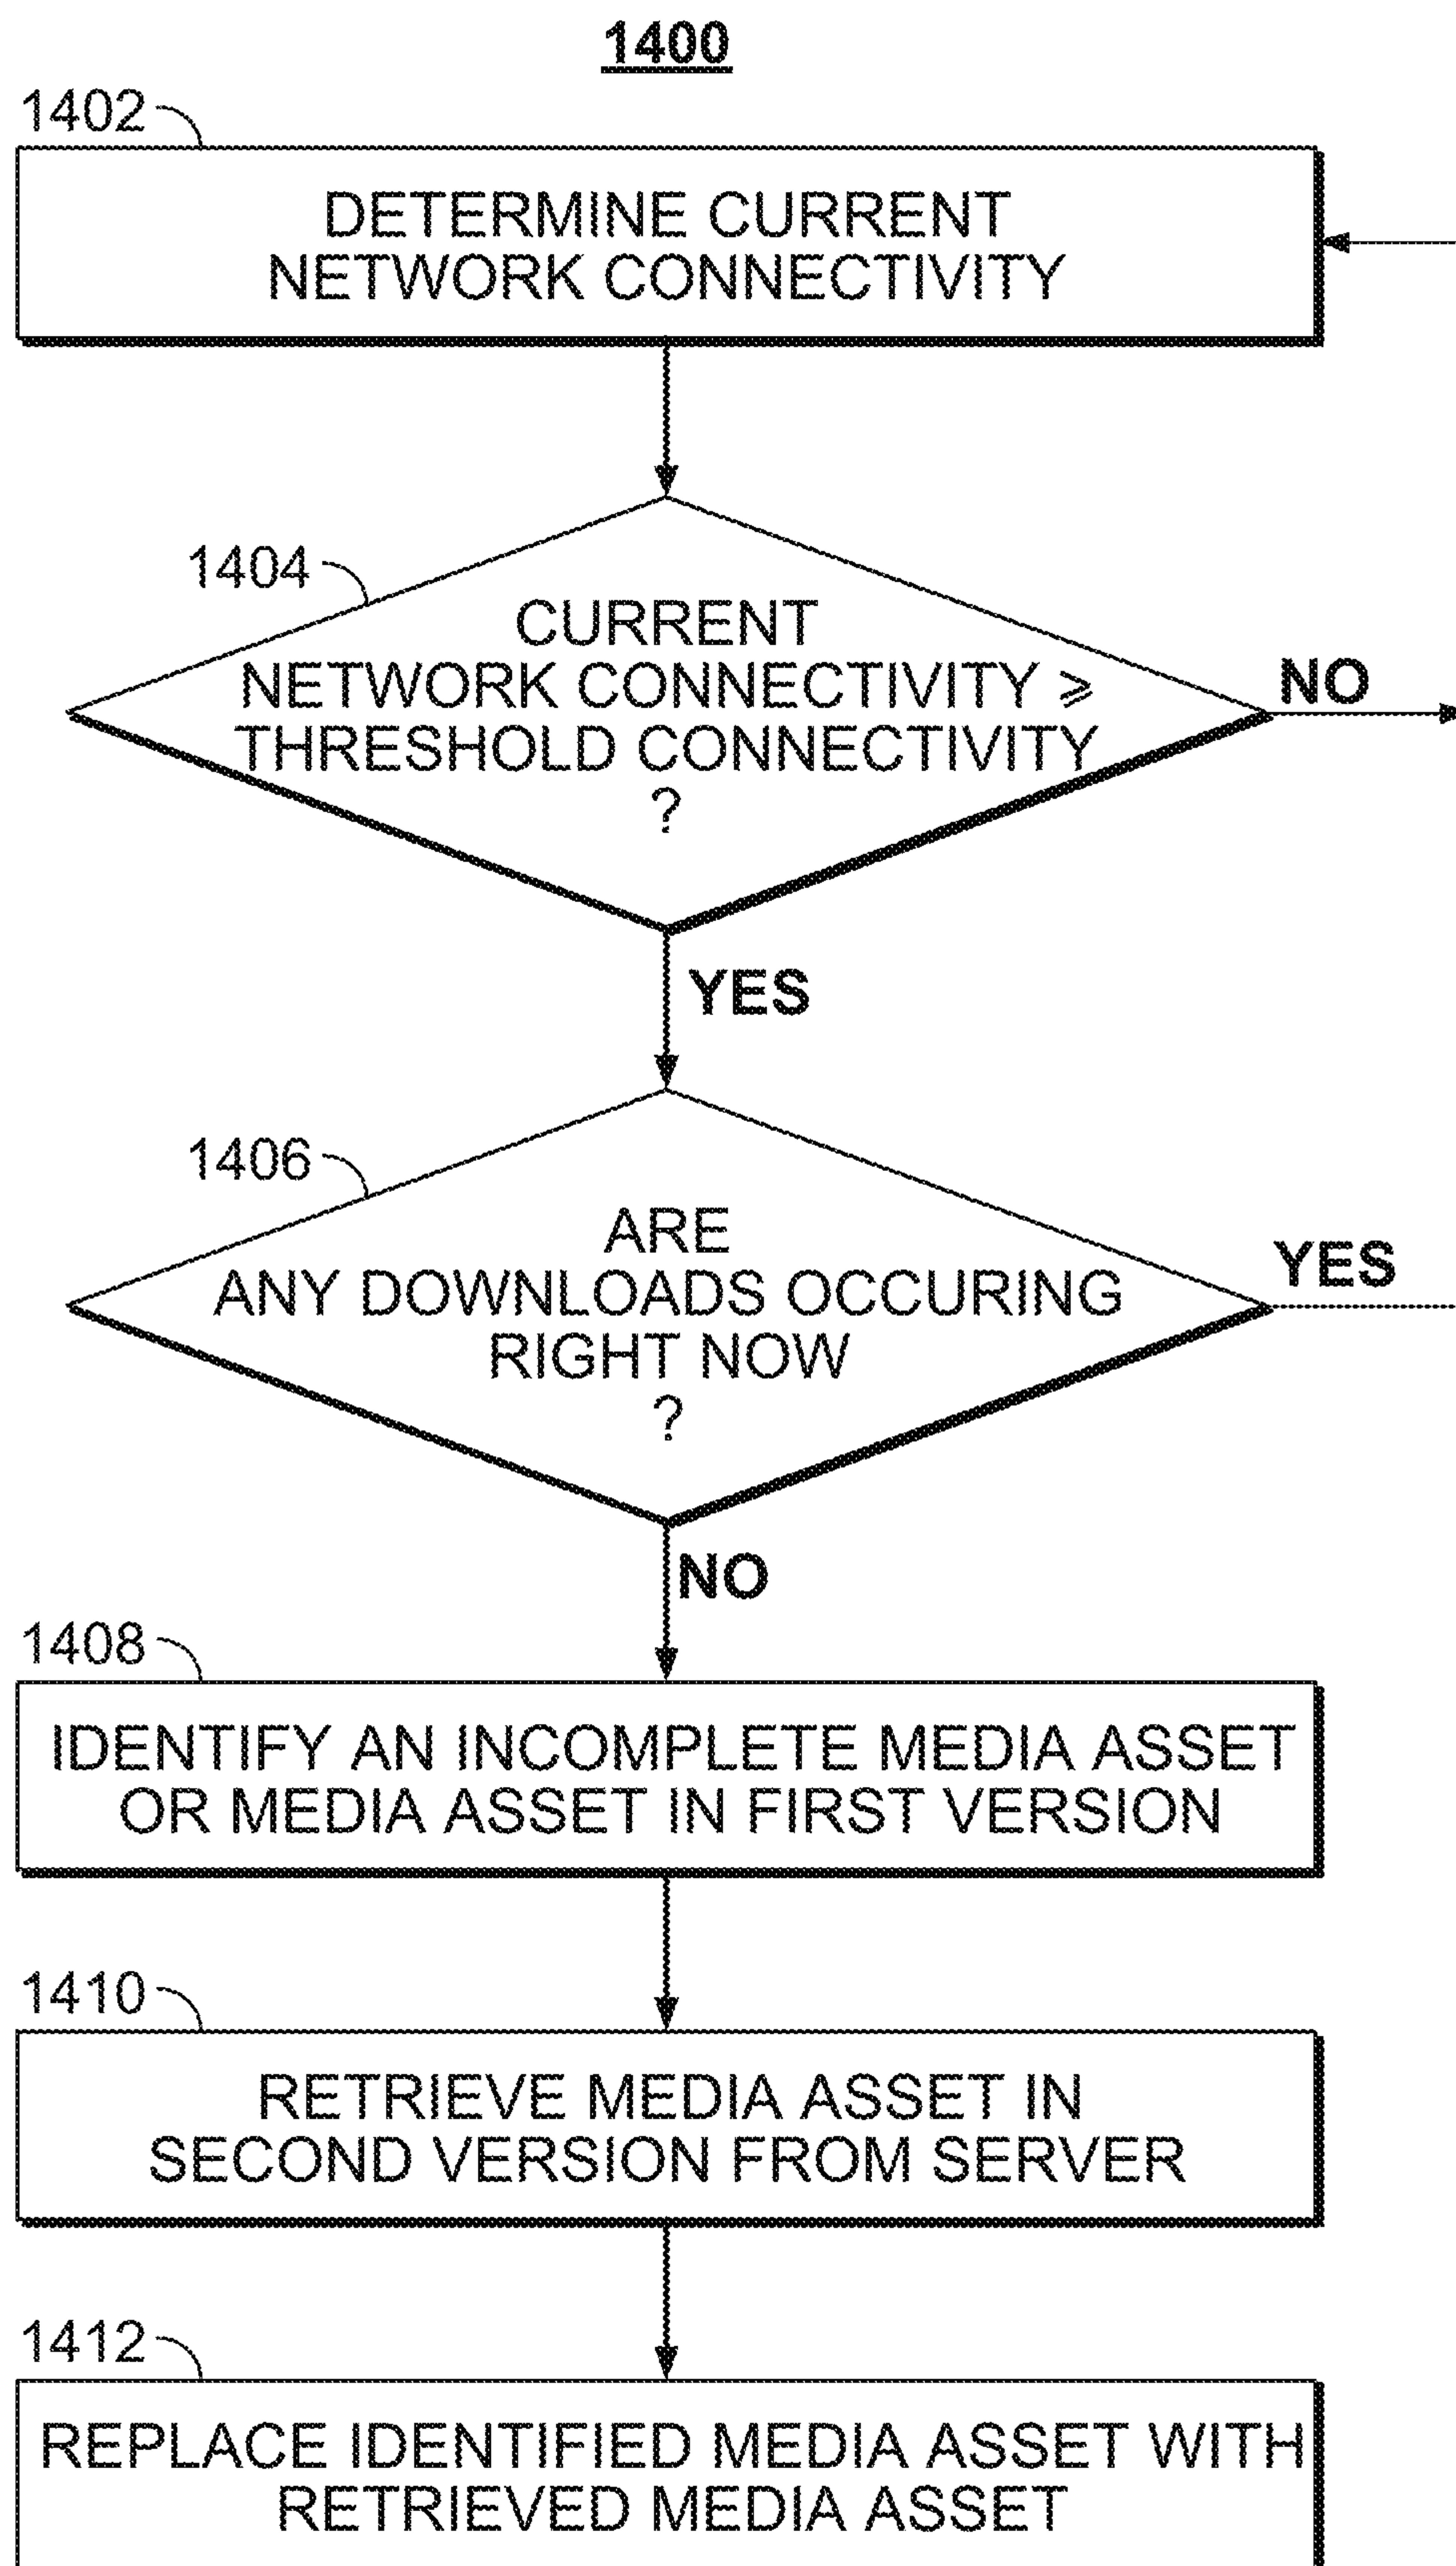 1400
1402
DETERMINE CURRENT
NETWORK CONNECTIVITY
1404
CURRENT
NETWORK CONNECTIVITY ⩾
THRESHOLD CONNECTIVITY
?
NO
YES
1406
ARE
ANY DOWNLOADS OCCURING
RIGHT NOW
?
YES
NO
1408
IDENTIFY AN INCOMPLETE MEDIA ASSET
OR MEDIA ASSET IN FIRST VERSION
1410
RETRIEVE MEDIA ASSET IN
SECOND VERSION FROM SERVER
1412
REPLACE IDENTIFIED MEDIA ASSET WITH
RETRIEVED MEDIA ASSET